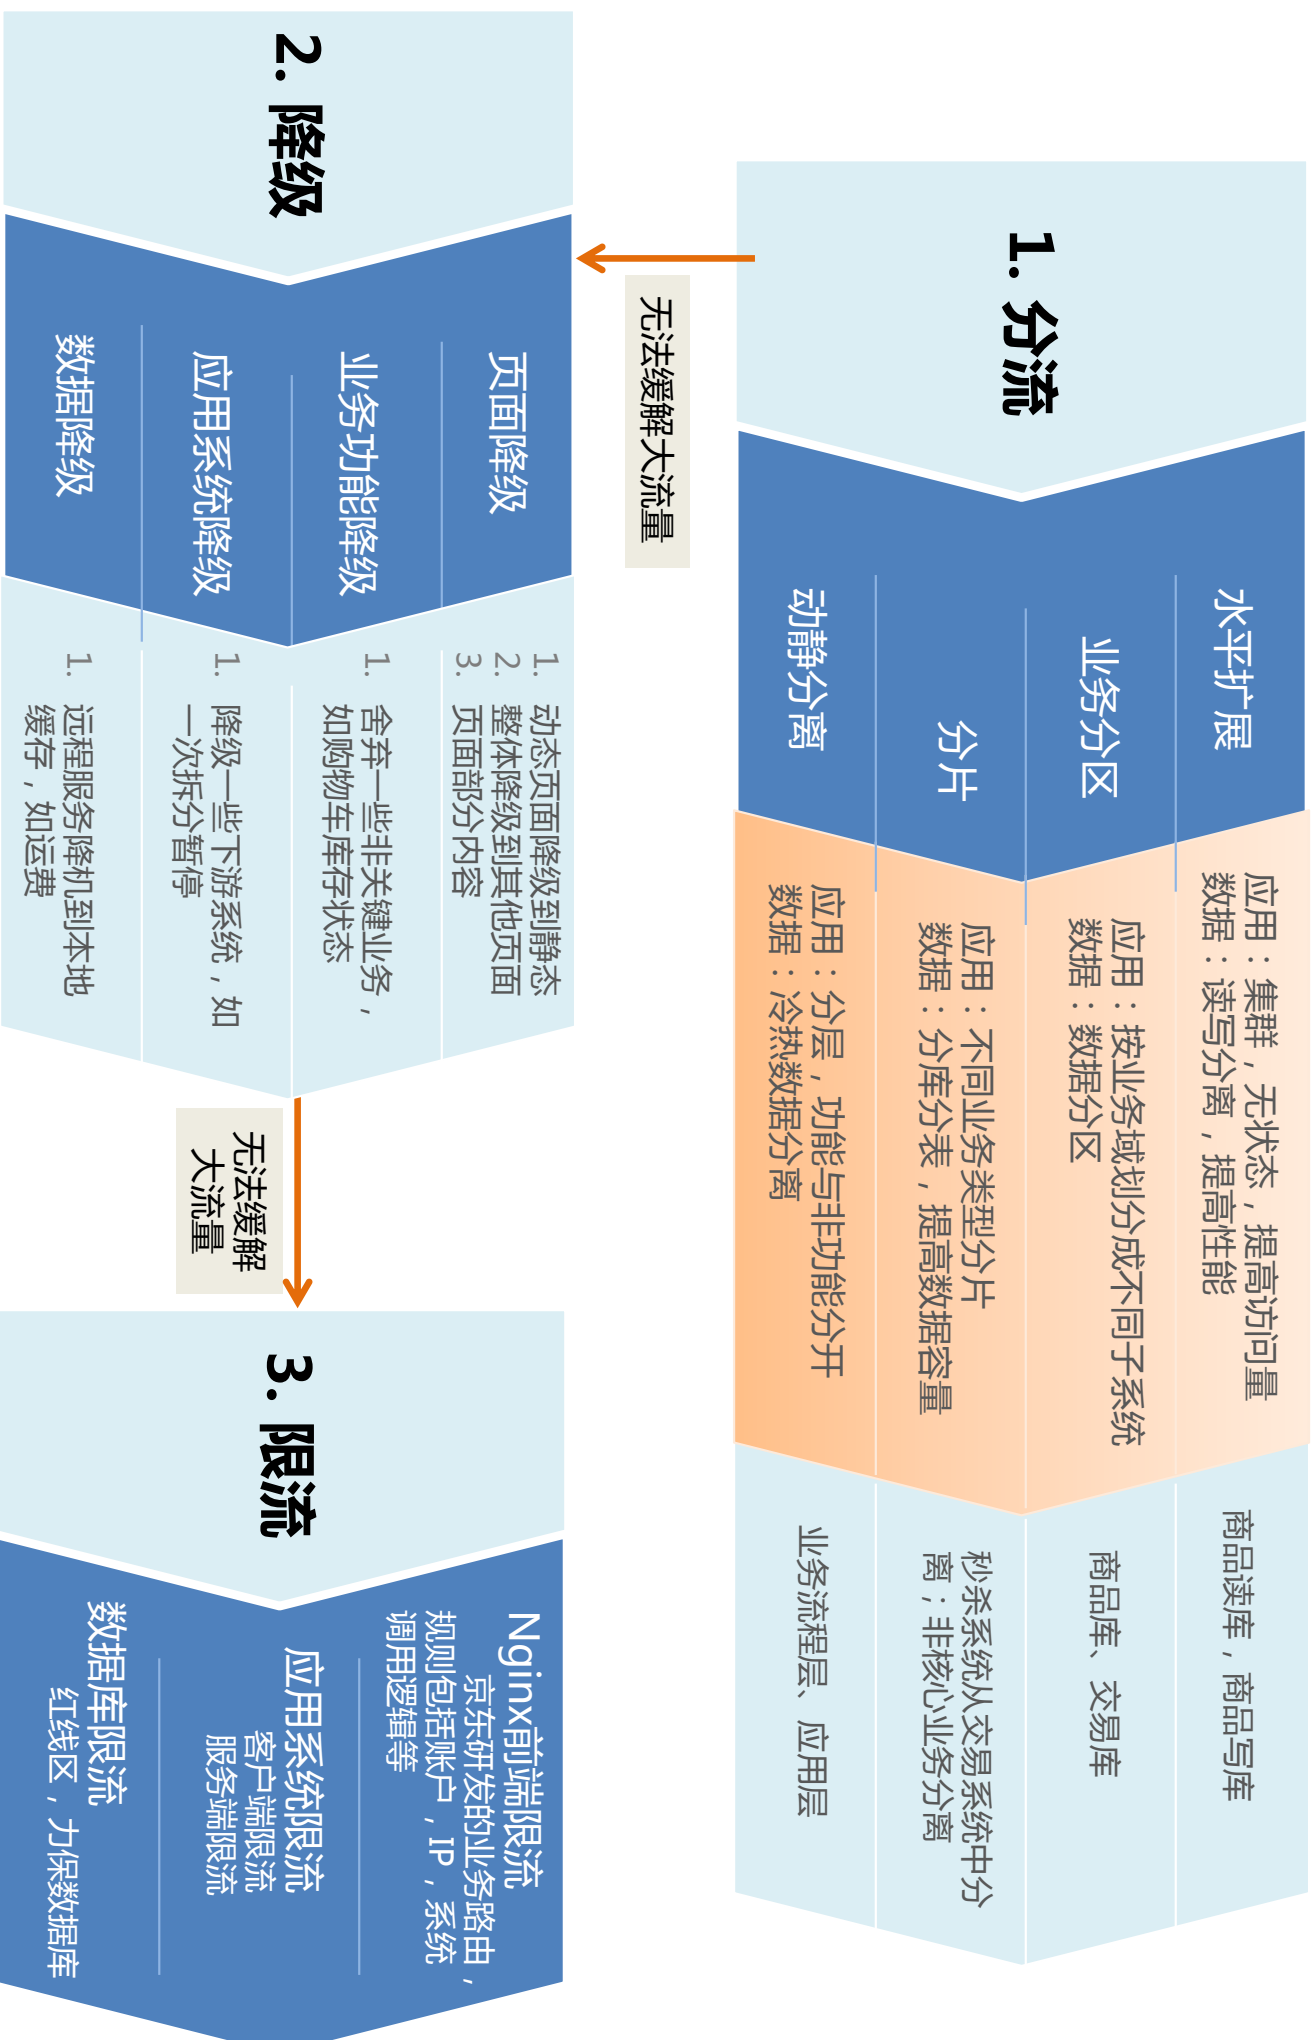 1. 分流
水平扩展
业务分区
分片
动静分离
应用：集群，无状态，提高访问量
数据：读写分离，提高性能
应用：按业务域划分成不同子系统
数据：数据分区
应用：不同业务类型分片
数据：分库分表，提高数据容量
应用：分层，功能与非功能分开
数据：冷热数据分离
商品读库，商品写库
商品库、交易库
秒杀系统从交易系统中分
离；非核心业务分离
业务流程层、应用层
无法缓解大流量
2. 降级
页面降级
业务功能降级
应用系统降级
数据降级
1. 动态页面降级到静态
2. 整体降级到其他页面
3. 页面部分内容
1. 舍弃一些非关键业务，
如购物车库存状态
1. 降级一些下游系统，如
一次拆分暂停
1. 远程服务降机到本地
缓存，如运费
无法缓解
大流量
3. 限流
Nginx前端限流
京东研发的业务路由，
规则包括账户，IP，系统
调用逻辑等
应用系统限流
客户端限流
服务端限流
数据库限流
红线区，力保数据库